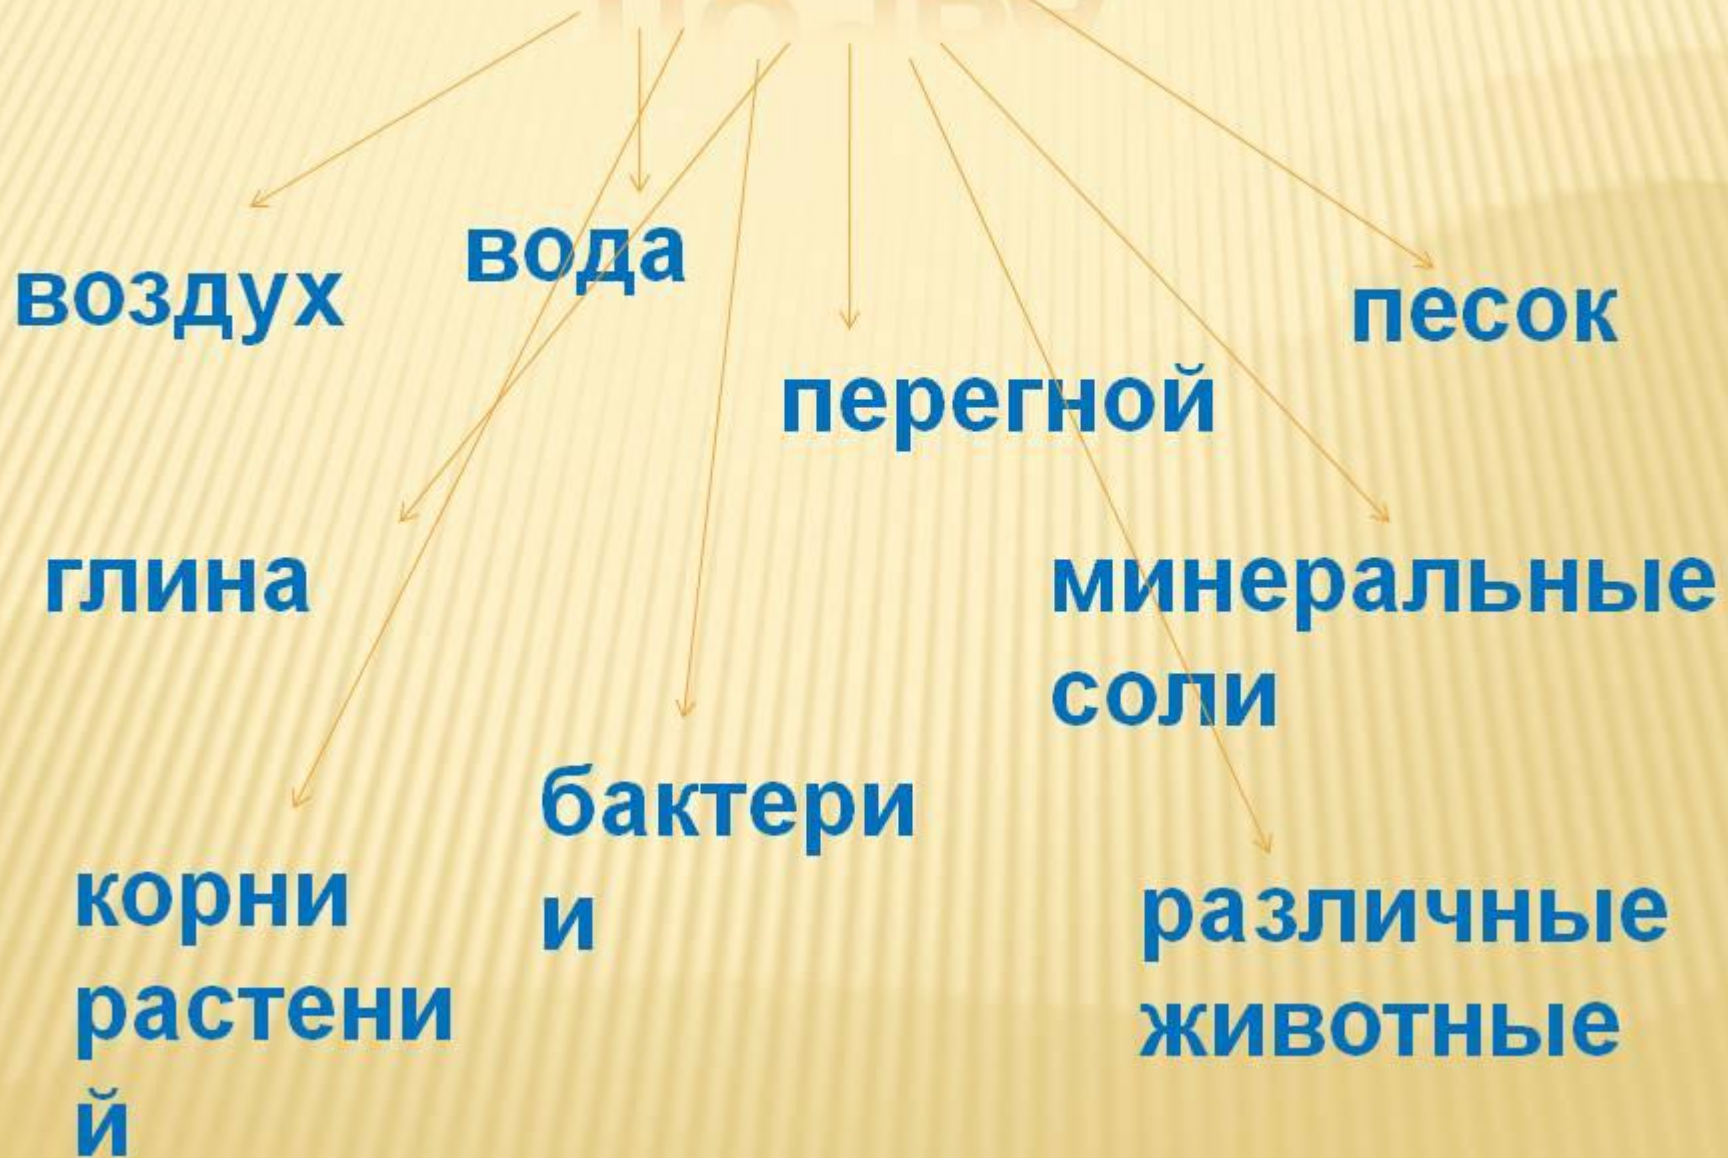 воздух
вода
песок
перегной
глина
минеральные
соли
бактери
и
корни
растени
й
различные
животные